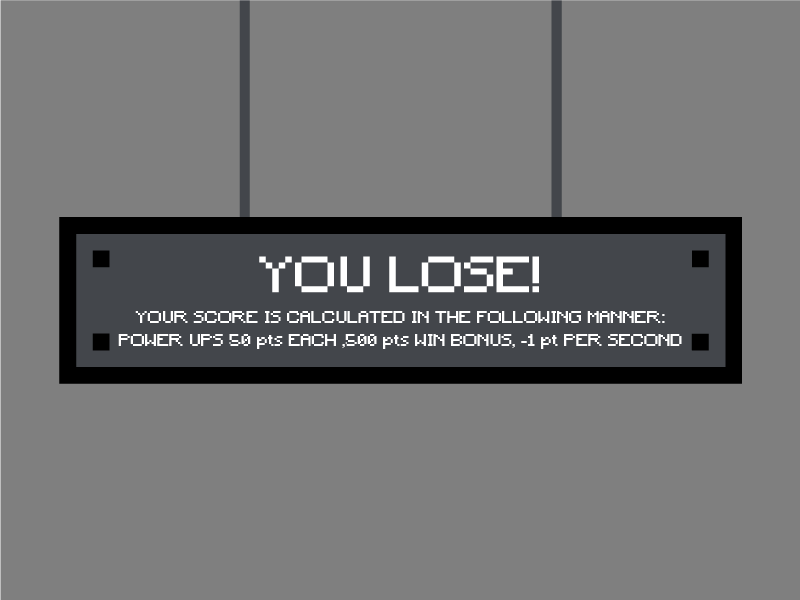 YOU LOSE!
YOUR SCORE IS CALCULATED IN THE FOLLOWING MANNER:
POWER UPS 50 pts EACH ,500 pts WIN BONUS, -1 pt PER SECOND